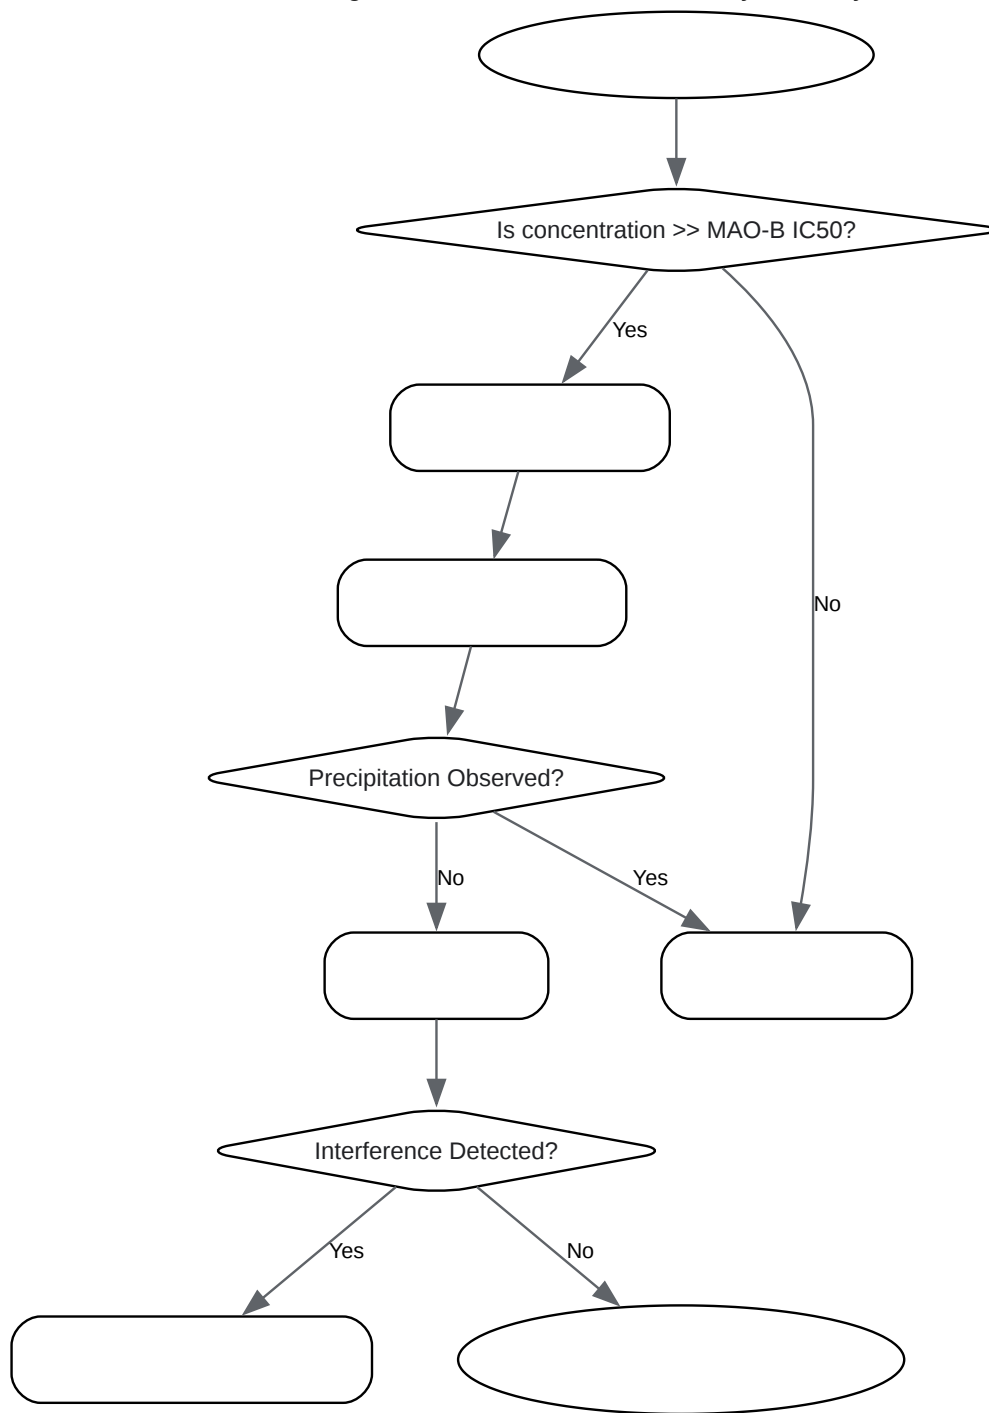 Is concentration >> MAO-B IC50?
Yes
No
Precipitation Observed?
No
Yes
Interference Detected?
Yes
No